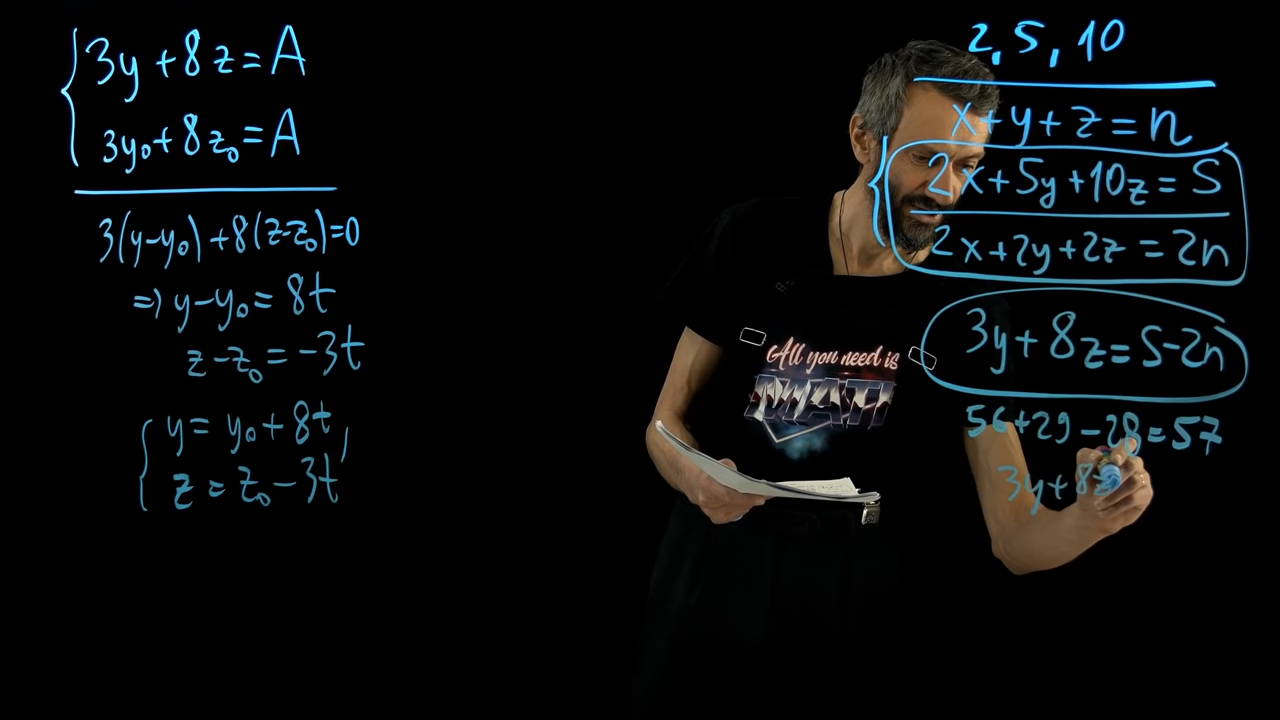 3y + 8z = A
3y₀ + 8z₀ = A
3(y-y₀) + 8(z-z₀) = 0
⇒ y-y₀ = 8t
z-z₀ = -3t
y = y₀ + 8t,
z = z₀ - 3t
2, 5, 10
x + y + z = n
2x + 5y + 10z = S
2x + 2y + 2z = 2n
3y + 8z = S - 2n
56 + 29 - 28 = 57
3y + 8z
All you need is
MATH